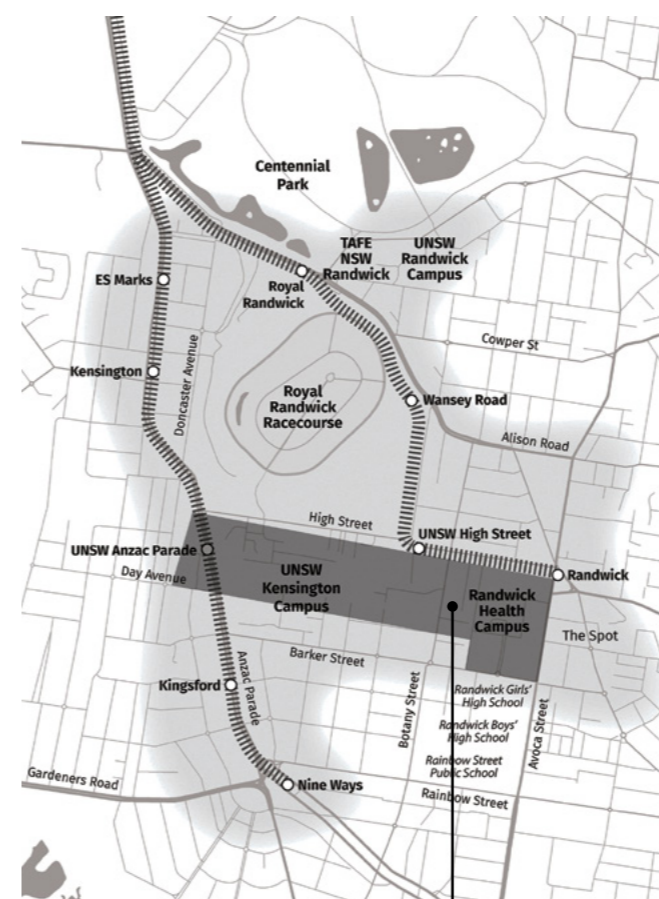 Centennial
Park
TAFE
NSW
Randwick
UNSW
Randwick
Campus
ES Marks
Royal
Randwick
Cowper St
Kensington
Doncaster Avenue
Royal
Randwick
Racecourse
Wansey Road
Alison Road
High Street
UNSW High Street
UNSW Anzac Parade
Day Avenue
UNSW
Kensington
Campus
Randwick
Randwick
Health
Campus
The Spot
Barker Street
Kingsford
Anzac Parade
Botany Street
Randwick Girls'
High School
Randwick Boys'
High School
Rainbow Street
Public School
Avoca Street
Gardeners Road
Nine Ways
Rainbow Street